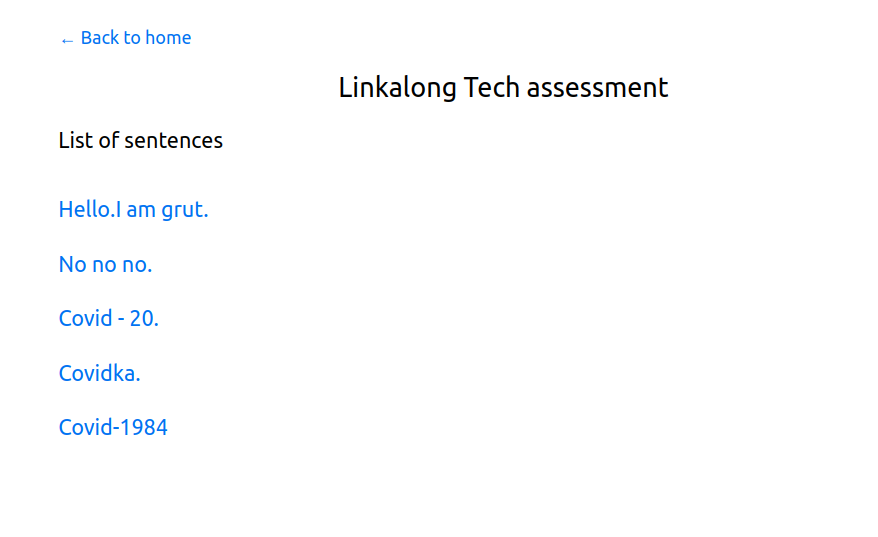 ← Back to home
Linkalong Tech assessment
List of sentences
Hello.I am grut.
No no no.
Covid - 20.
Covidka.
Covid-1984